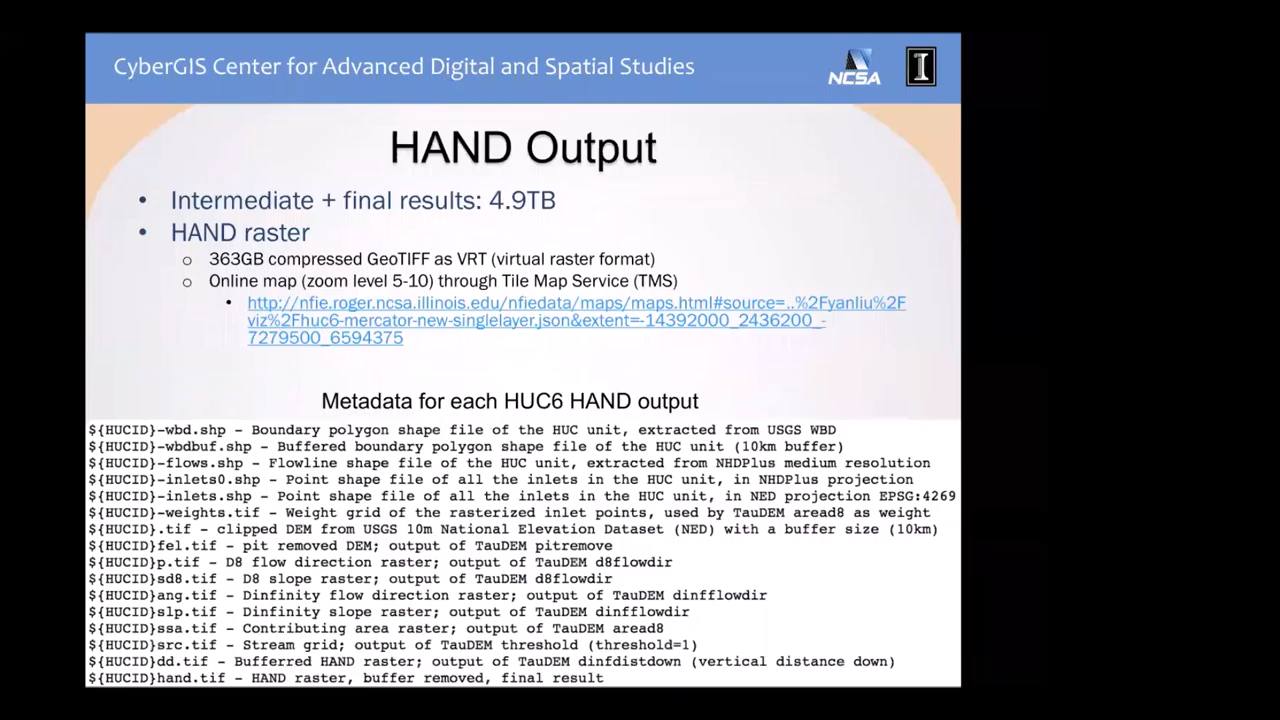 CyberGIS Center for Advanced Digital and Spatial Studies
NCSA
I
HAND Output
• Intermediate + final results: 4.9TB
• HAND raster
o 363GB compressed GeoTIFF as VRT (virtual raster format)
o Online map (zoom level 5-10) through Tile Map Service (TMS)
• http://nfie.roger.ncsa.illinois.edu/nfiedata/maps/maps.html#source=..%2Fyanliu%2F
viz%2Fhuc6-mercator-new-singlelayer.json&extent=-14392000_2436200_-
7279500_6594375
Metadata for each HUC6 HAND output
${HUCID}-wbd.shp - Boundary polygon shape file of the HUC unit, extracted from USGS WBD
${HUCID}-wbdbuf.shp - Buffered boundary polygon shape file of the HUC unit (10km buffer)
${HUCID}-flows.shp - Flowline shape file of the HUC unit, extracted from NHDPlus medium resolution
${HUCID}-inlets0.shp - Point shape file of all the inlets in the HUC unit, in NHDPlus projection
${HUCID}-inlets.shp - Point shape file of all the inlets in the HUC unit, in NED projection EPSG:4269
${HUCID}-weights.tif - Weight grid of the rasterized inlet points, used by TauDEM aread8 as weight
${HUCID}.tif - clipped DEM from USGS 10m National Elevation Dataset (NED) with a buffer size (10km)
${HUCID}fel.tif - pit removed DEM; output of TauDEM pitremove
${HUCID}p.tif - D8 flow direction raster; output of TauDEM d8flowdir
${HUCID}sd8.tif - D8 slope raster; output of TauDEM d8flowdir
${HUCID}ang.tif - Dinfinity flow direction raster; output of TauDEM dinfflowdir
${HUCID}slp.tif - Dinfinity slope raster; output of TauDEM dinfflowdir
${HUCID}ssa.tif - Contributing area raster; output of TauDEM aread8
${HUCID}src.tif - Stream grid; output of TauDEM threshold (threshold=1)
${HUCID}dd.tif - Bufferred HAND raster; output of TauDEM dinfdistdown (vertical distance down)
${HUCID}hand.tif - HAND raster, buffer removed, final result